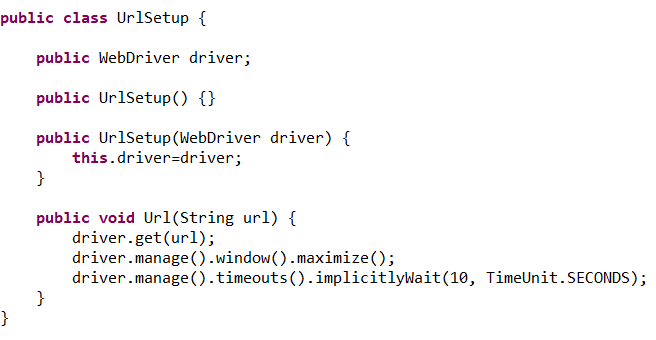 public class UrlSetup {
public WebDriver driver;
public UrlSetup() {}
public UrlSetup(WebDriver driver) {
this.driver=driver;
}
public void Url(String url) {
driver.get(url);
driver.manage().window().maximize();
driver.manage().timeouts().implicitlyWait(10, TimeUnit.SECONDS);
}
}